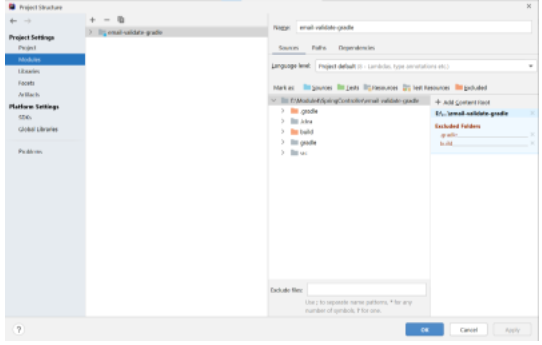 Project Structure
Project Settings
Project
Modules
Libraries
Facets
Artifacts
Platform Settings
SDKs
Global Libraries
Problems
email-validate-gradle
Name: email-validate-gradle
Sources Paths Dependencies
Language level: Project default (8 - Lambdas, type annotations etc.)
Mark as: Sources Tests Resources Test Resources Excluded
email-validate-gradle
.gradle
.idea
build
gradle
src
+ Add Content Root
E:\...\email-validate-gradle
Excluded Folders
.gradle
build
Exclude files:
Use ; to separate name patterns, * for any
number of symbols, ? for one.
? OK Cancel Apply